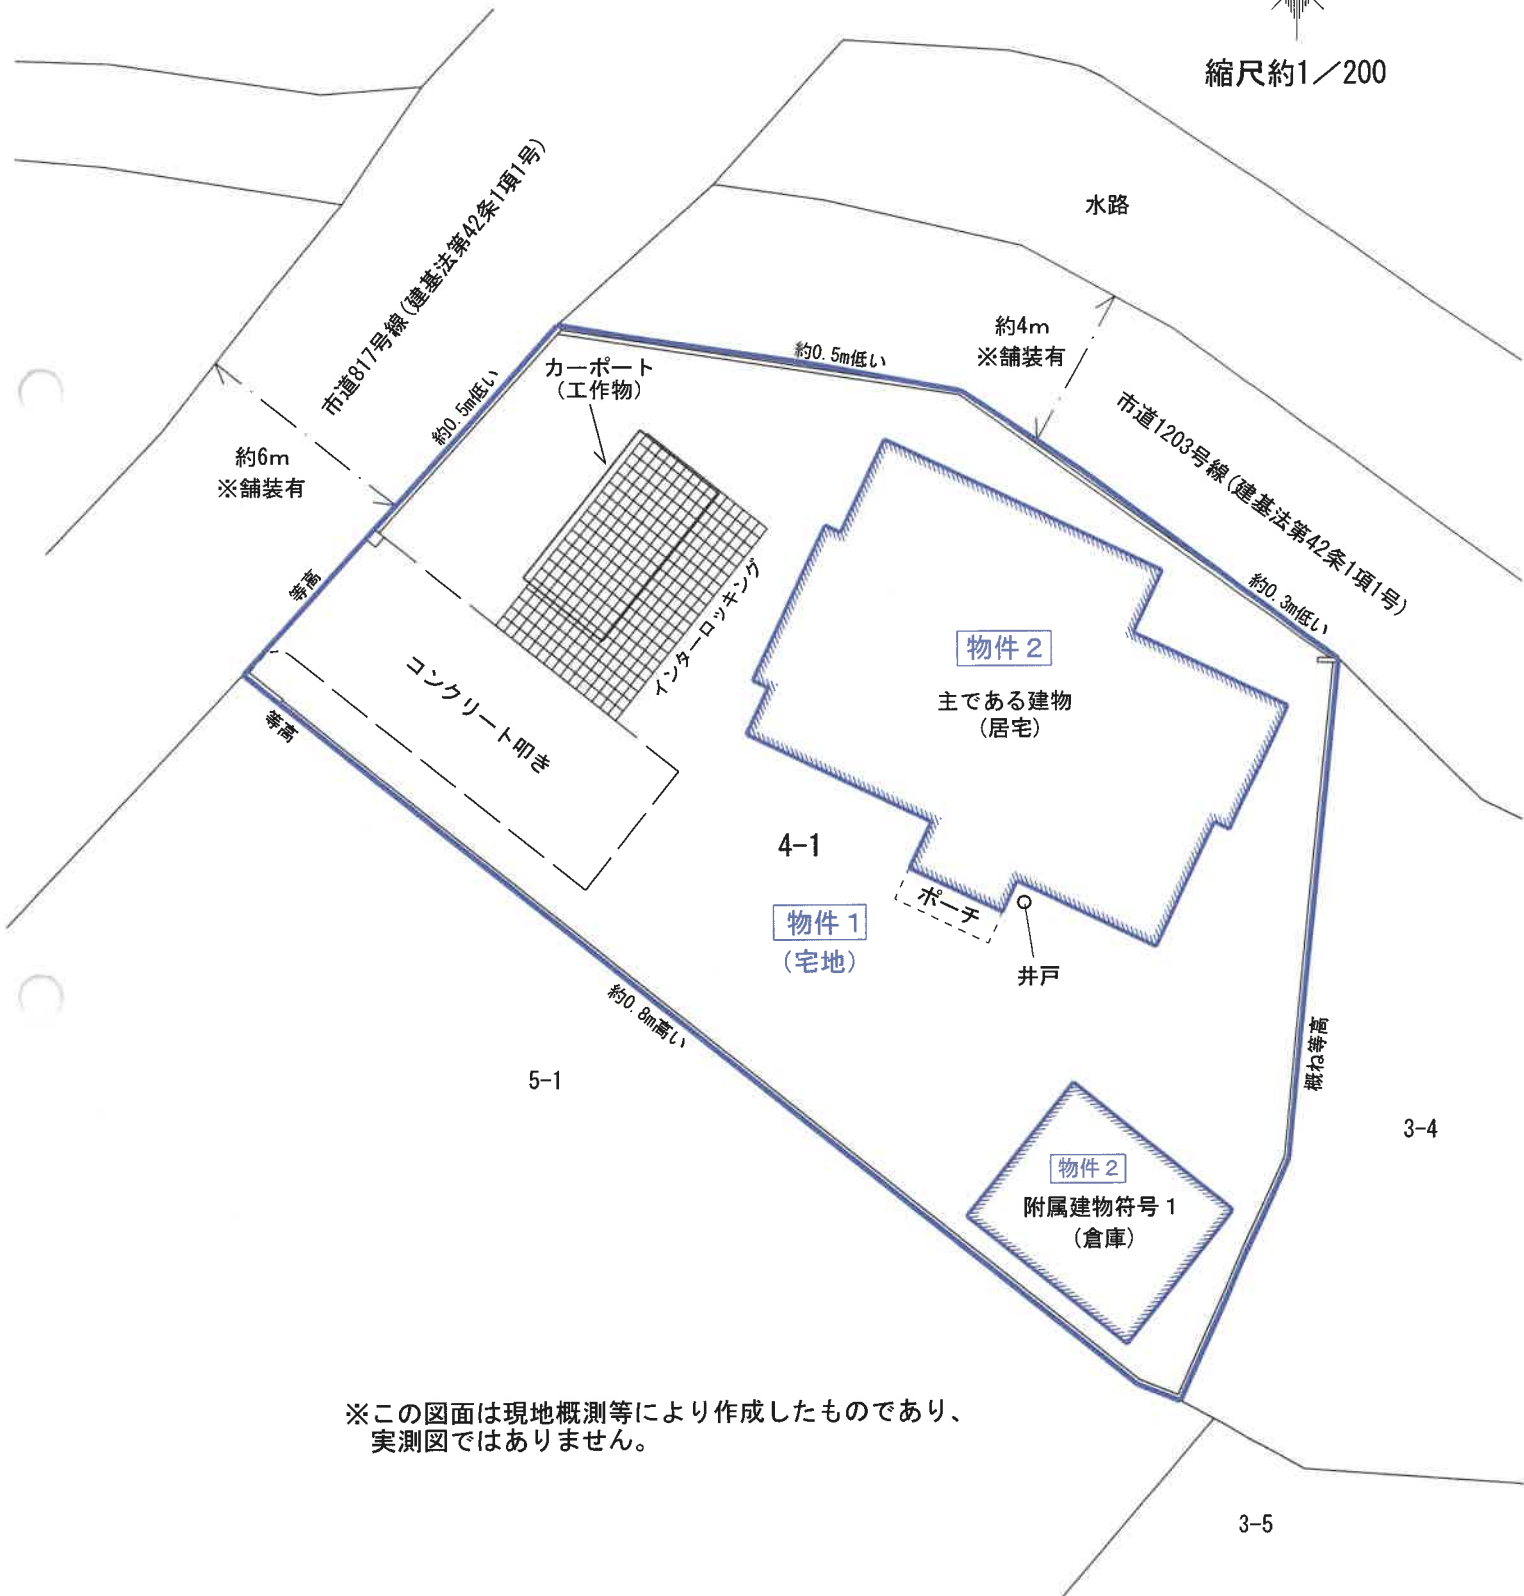 縮尺約1／200
水路
市道817号線(建基法第42条1項1号)
約4m
※舗装有
約0.5m低い
カーポート
(工作物)
約0.5m低い
市道1203号線(建基法第42条1項1号)
約6m
※舗装有
等高
インターロッキング
約0.3m低い
物件2
主である建物
(居宅)
コンクリート叩き
等高
4-1
ポーチ
物件1
(宅地)
井戸
約0.8m高い
概ね等高
5-1
3-4
物件2
附属建物符号1
(倉庫)
※この図面は現地概測等により作成したものであり、
実測図ではありません。
3-5